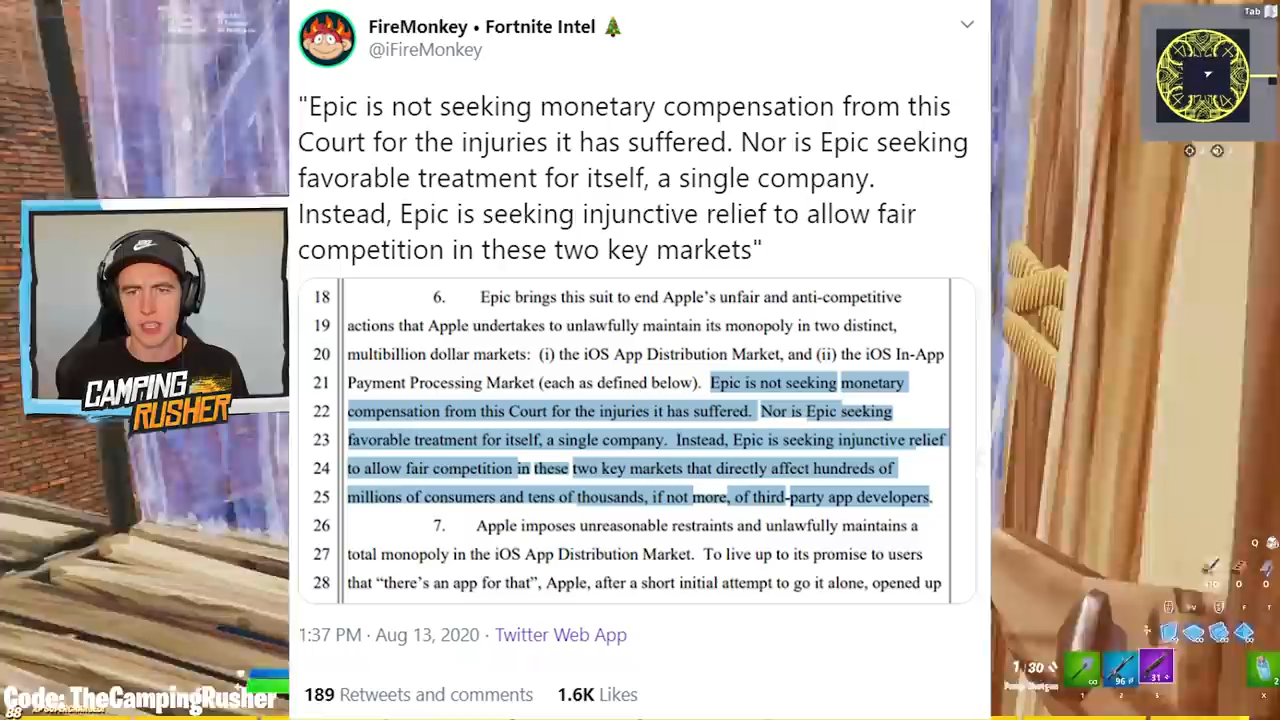 FireMonkey • Fortnite Intel 🎄
@iFireMonkey
"Epic is not seeking monetary compensation from this
Court for the injuries it has suffered. Nor is Epic seeking
favorable treatment for itself, a single company.
Instead, Epic is seeking injunctive relief to allow fair
competition in these two key markets"
18 6. Epic brings this suit to end Apple's unfair and anti-competitive
19 actions that Apple undertakes to unlawfully maintain its monopoly in two distinct,
20 multibillion dollar markets: (i) the iOS App Distribution Market, and (ii) the iOS In-App
21 Payment Processing Market (each as defined below). Epic is not seeking monetary
22 compensation from this Court for the injuries it has suffered. Nor is Epic seeking
23 favorable treatment for itself, a single company. Instead, Epic is seeking injunctive relief
24 to allow fair competition in these two key markets that directly affect hundreds of
25 millions of consumers and tens of thousands, if not more, of third-party app developers.
26 7. Apple imposes unreasonable restraints and unlawfully maintains a
27 total monopoly in the iOS App Distribution Market. To live up to its promise to users
28 that “there's an app for that”, Apple, after a short initial attempt to go it alone, opened up
1:37 PM · Aug 13, 2020 · Twitter Web App
189 Retweets and comments 1.6K Likes
CAMPING
RUSHER
Code: TheCampingRusher
Tab
Q
1 30
Pump Shotgun
96
31
2
1 2 3
X